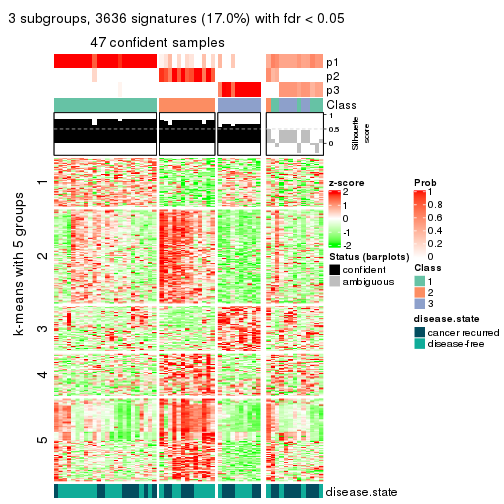 3 subgroups, 3636 signatures (17.0%) with fdr < 0.05
47 confident samples
p1
p2
p3
Class
1
0.5
0
Silhouette
score
k-means with 5 groups
1
2
3
4
5
disease.state
z-score
2
1
0
-1
-2
Status (barplots)
confident
ambiguous
Prob
1
0.8
0.6
0.4
0.2
0
Class
1
2
3
disease.state
cancer recurred
disease-free